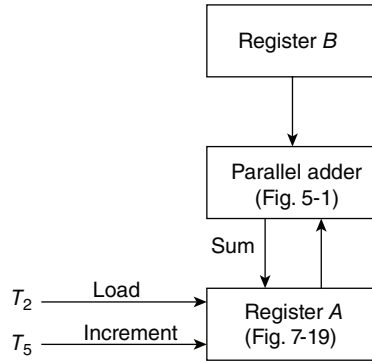 Register B
Parallel adder
(Fig. 5-1)
Sum
T2 Load
Register A
(Fig. 7-19)
T5 Increment